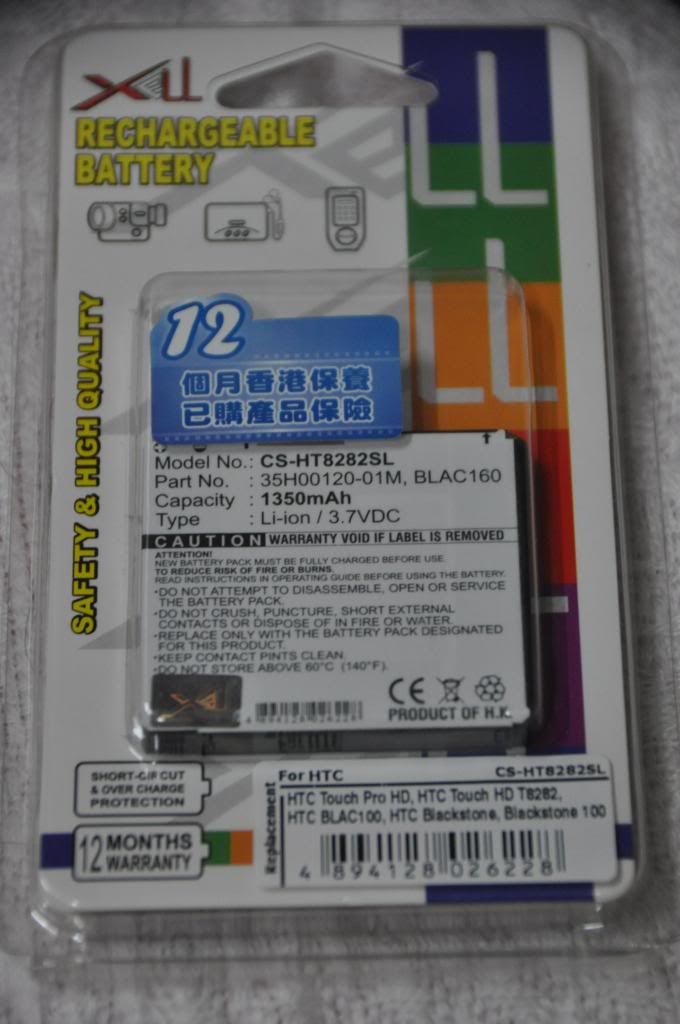 XLL
RECHARGEABLE
BATTERY
SAFETY & HIGH QUALITY
12
個月香港保養
已購產品保險
Model No.: CS-HT8282SL
Part No. : 35H00120-01M, BLAC160
Capacity : 1350mAh
Type : Li-ion / 3.7VDC
CAUTION WARRANTY VOID IF LABEL IS REMOVED
ATTENTION!
NEW BATTERY PACK MUST BE FULLY CHARGED BEFORE USE.
TO REDUCE RISK OF FIRE OR BURNS.
READ INSTRUCTIONS IN OPERATING GUIDE BEFORE USING THE BATTERY.
·DO NOT ATTEMPT TO DISASSEMBLE, OPEN OR SERVICE
THE BATTERY PACK.
·DO NOT CRUSH, PUNCTURE, SHORT EXTERNAL
CONTACTS OR DISPOSE OF IN FIRE OR WATER.
·REPLACE ONLY WITH THE BATTERY PACK DESIGNATED
FOR THIS PRODUCT.
·KEEP CONTACT PINTS CLEAN.
·DO NOT STORE ABOVE 60°C (140°F).
CE
PRODUCT OF H.K.
4 894128 026228
SHORT-CIRCUT
& OVER CHARGE
PROTECTION
12 MONTHS
WARRANTY
Replacement
For HTC CS-HT8282SL
HTC Touch Pro HD, HTC Touch HD T8282,
HTC BLAC100, HTC Blackstone, Blackstone 100
4 894128 026228